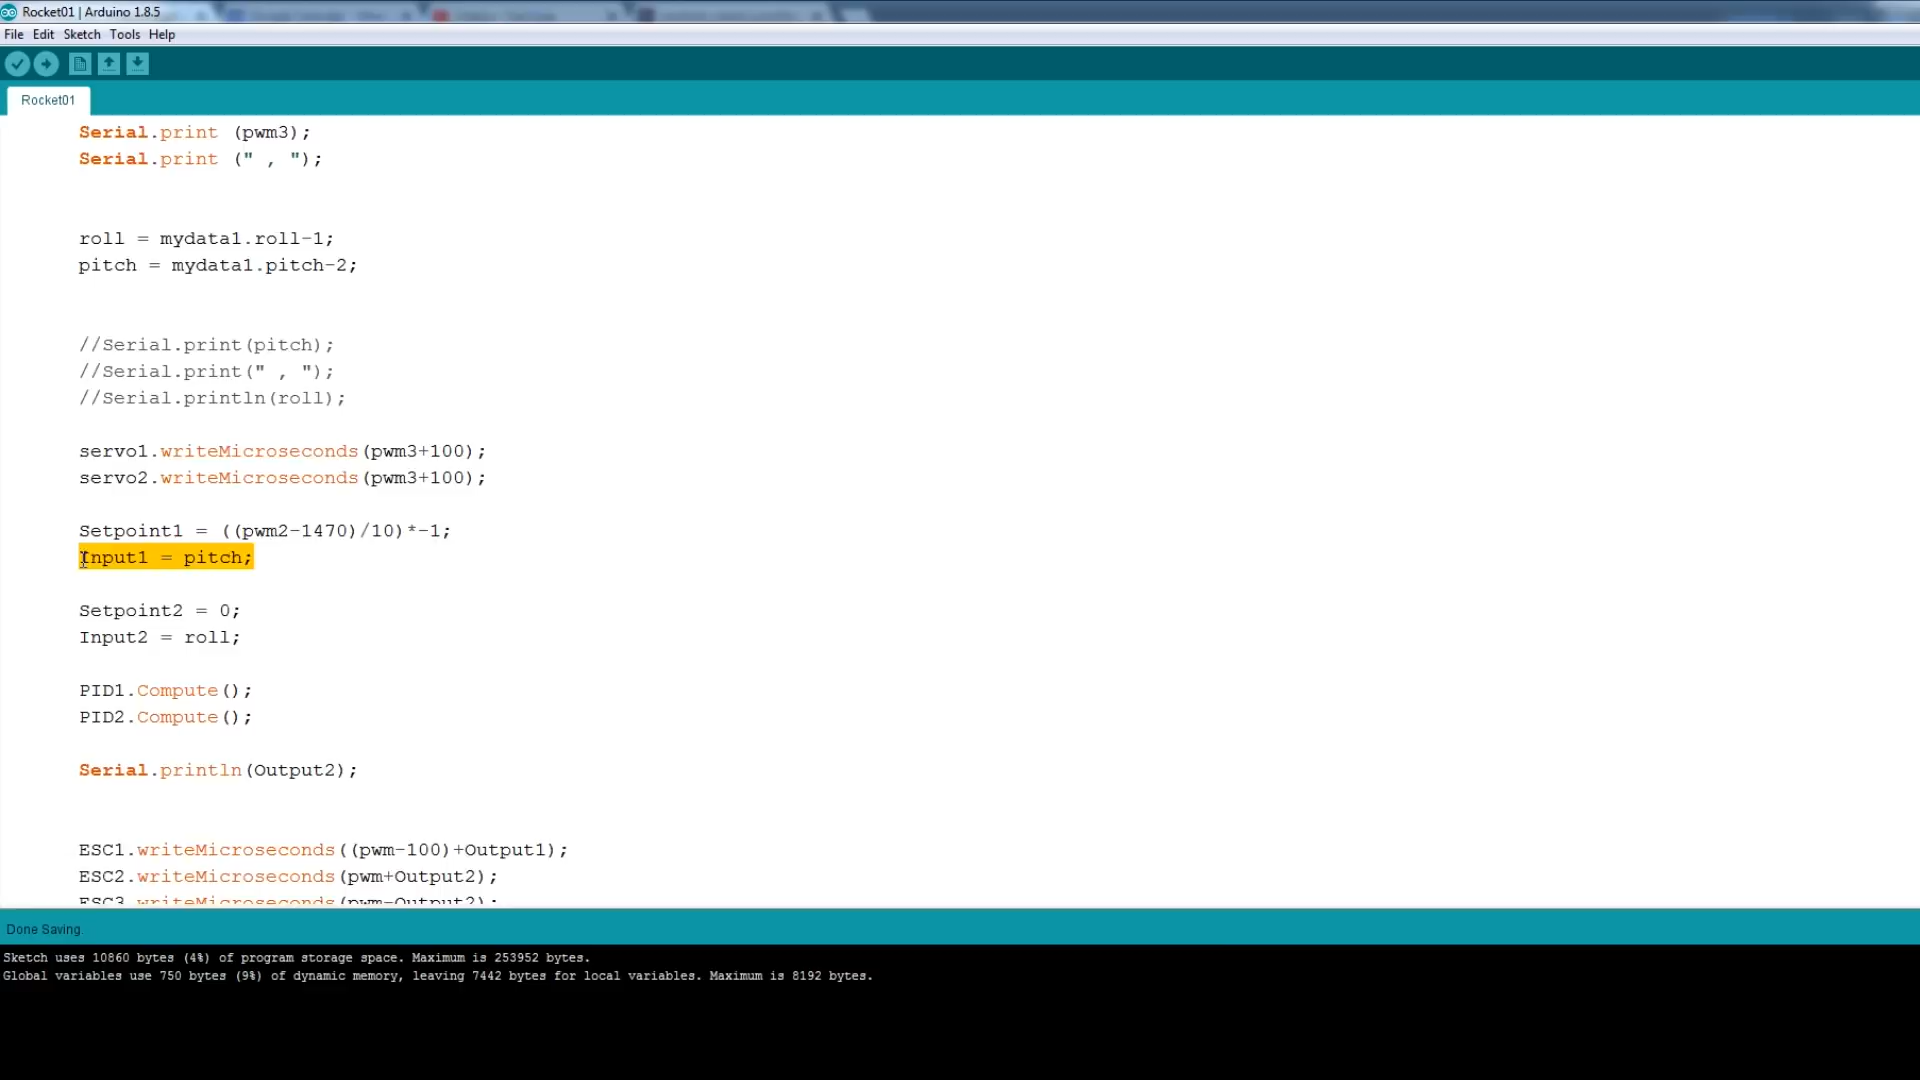 Rocket01 | Arduino 1.8.5
File Edit Sketch Tools Help
Rocket01
Serial.print (pwm3);
Serial.print (" , ");
roll = mydata1.roll-1;
pitch = mydata1.pitch-2;
//Serial.print(pitch);
//Serial.print(" , ");
//Serial.println(roll);
servo1.writeMicroseconds(pwm3+100);
servo2.writeMicroseconds(pwm3+100);
Setpoint1 = ((pwm2-1470)/10)*-1;
Input1 = pitch;
Setpoint2 = 0;
Input2 = roll;
PID1.Compute();
PID2.Compute();
Serial.println(Output2);
ESC1.writeMicroseconds((pwm-100)+Output1);
ESC2.writeMicroseconds(pwm+Output2);
ESC3.writeMicroseconds(pwm-Output2);
Done Saving.
Sketch uses 10860 bytes (4%) of program storage space. Maximum is 253952 bytes.
Global variables use 750 bytes (9%) of dynamic memory, leaving 7442 bytes for local variables. Maximum is 8192 bytes.